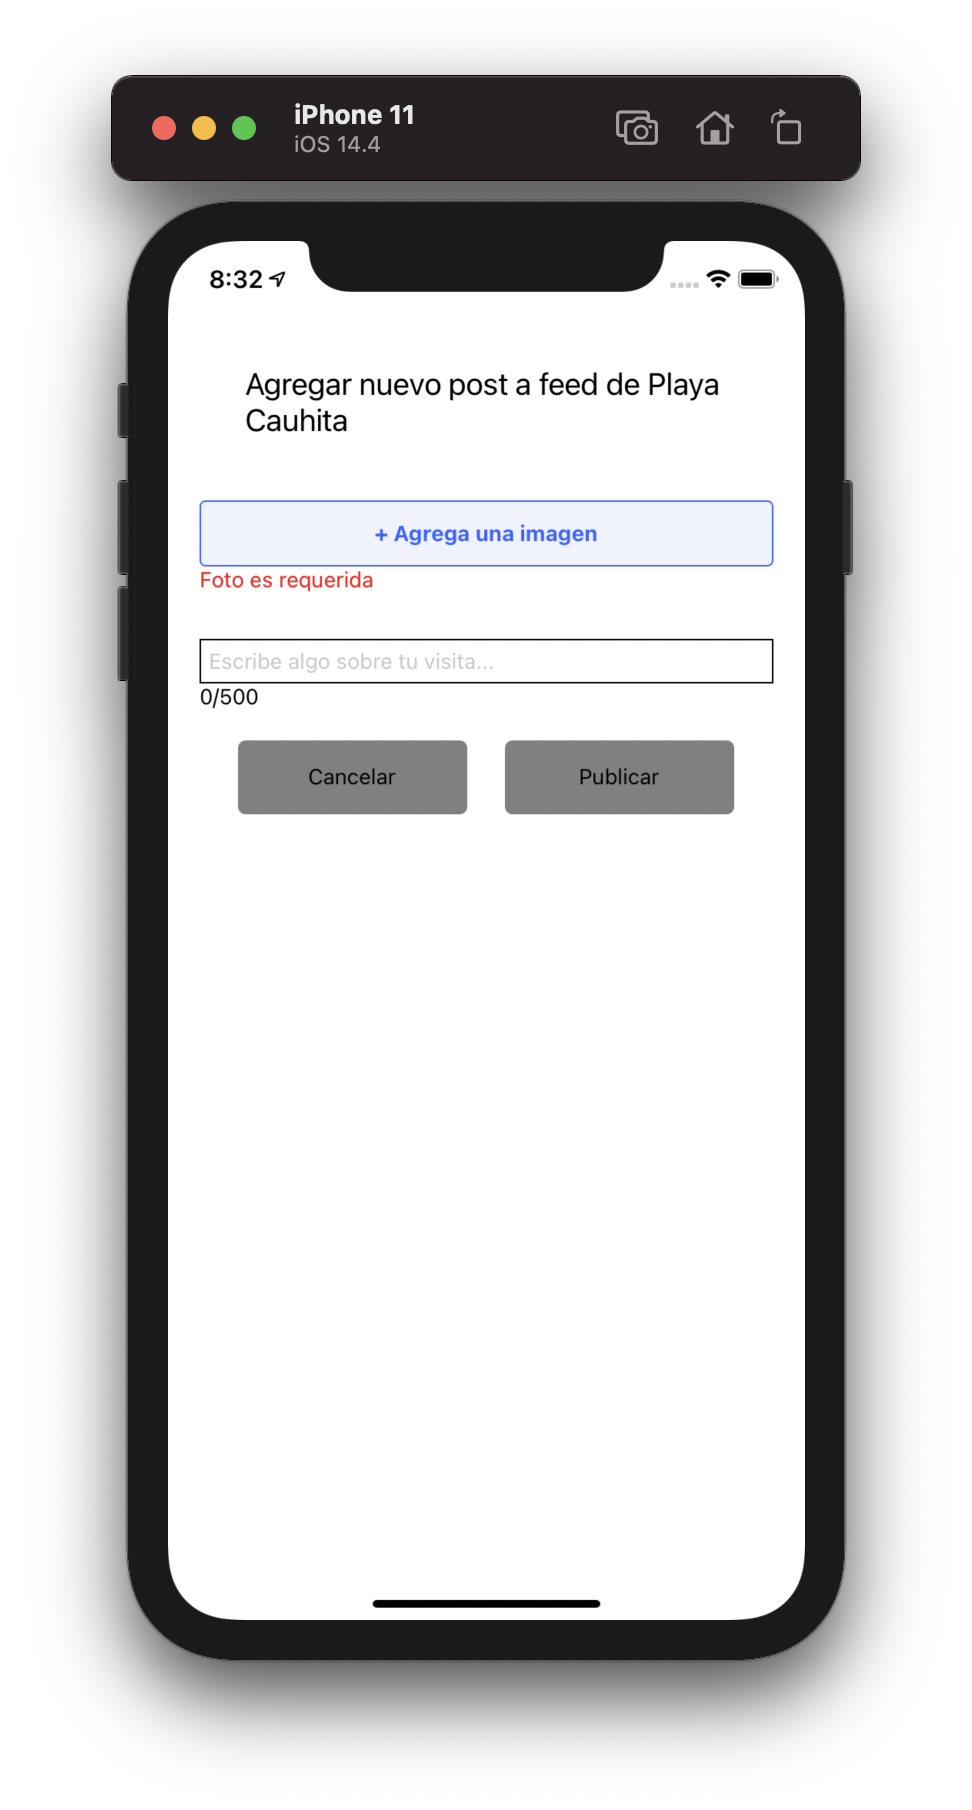 iPhone 11
iOS 14.4
8:32
Agregar nuevo post a feed de Playa
Cauhita
+ Agrega una imagen
Foto es requerida
Escribe algo sobre tu visita...
0/500
Cancelar Publicar